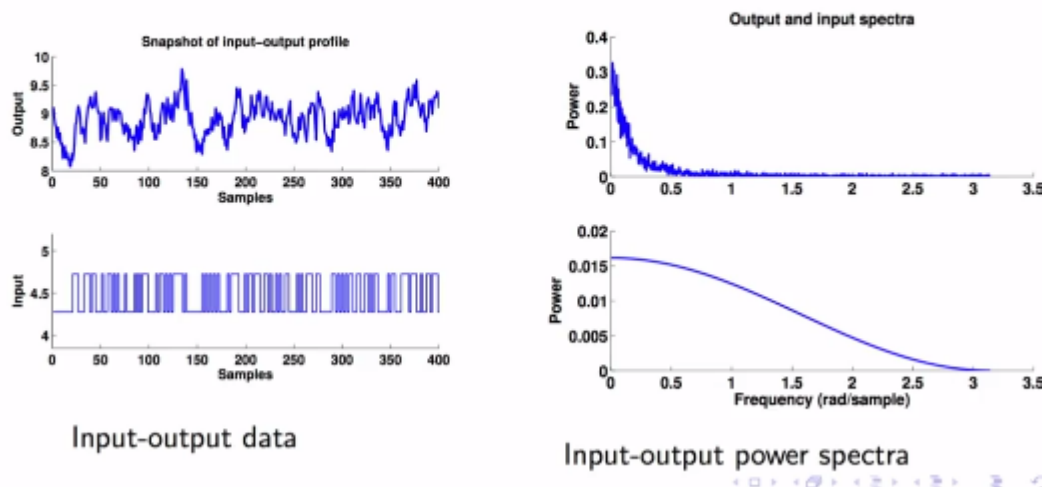 Snapshot of input-output profile
10
9.5
9
8.5
8
Output
0 50 100 150 200 250 300 350 400
Samples
5
4.5
4
Input
0 50 100 150 200 250 300 350 400
Samples
Input-output data
Output and input spectra
0.4
0.3
0.2
0.1
0
Power
0 0.5 1 1.5 2 2.5 3 3.5
0.02
0.015
0.01
0.005
0
Power
0 0.5 1 1.5 2 2.5 3 3.5
Frequency (rad/sample)
Input-output power spectra